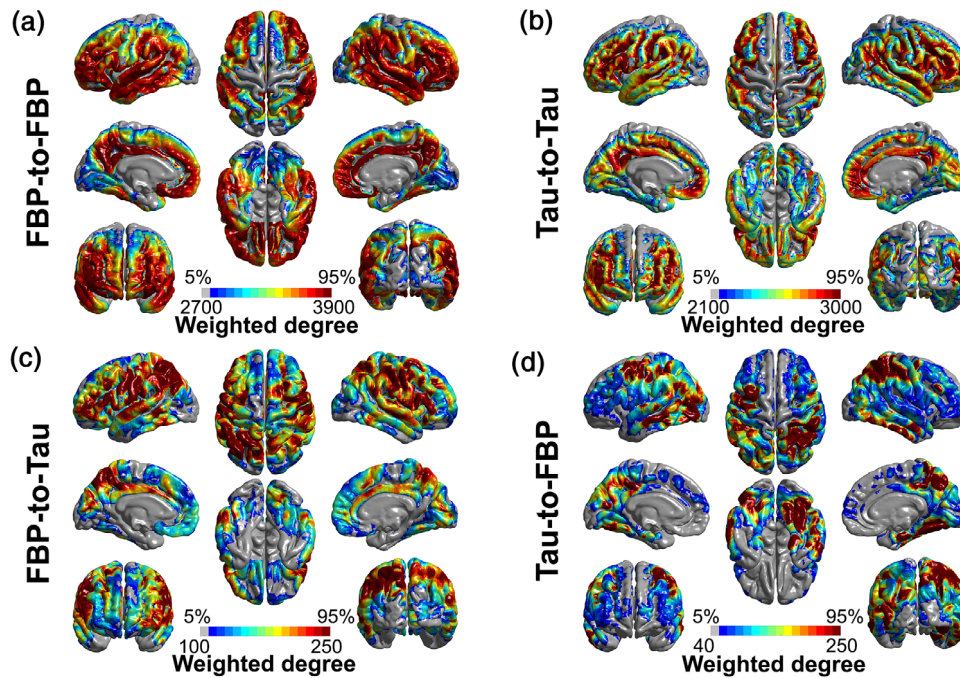 (a)
FBP-to-FBP
5% 95%
2700 3900
Weighted degree
(b)
Tau-to-Tau
5% 95%
2100 3000
Weighted degree
(c)
FBP-to-Tau
5% 95%
100 250
Weighted degree
(d)
Tau-to-FBP
5% 95%
40 250
Weighted degree